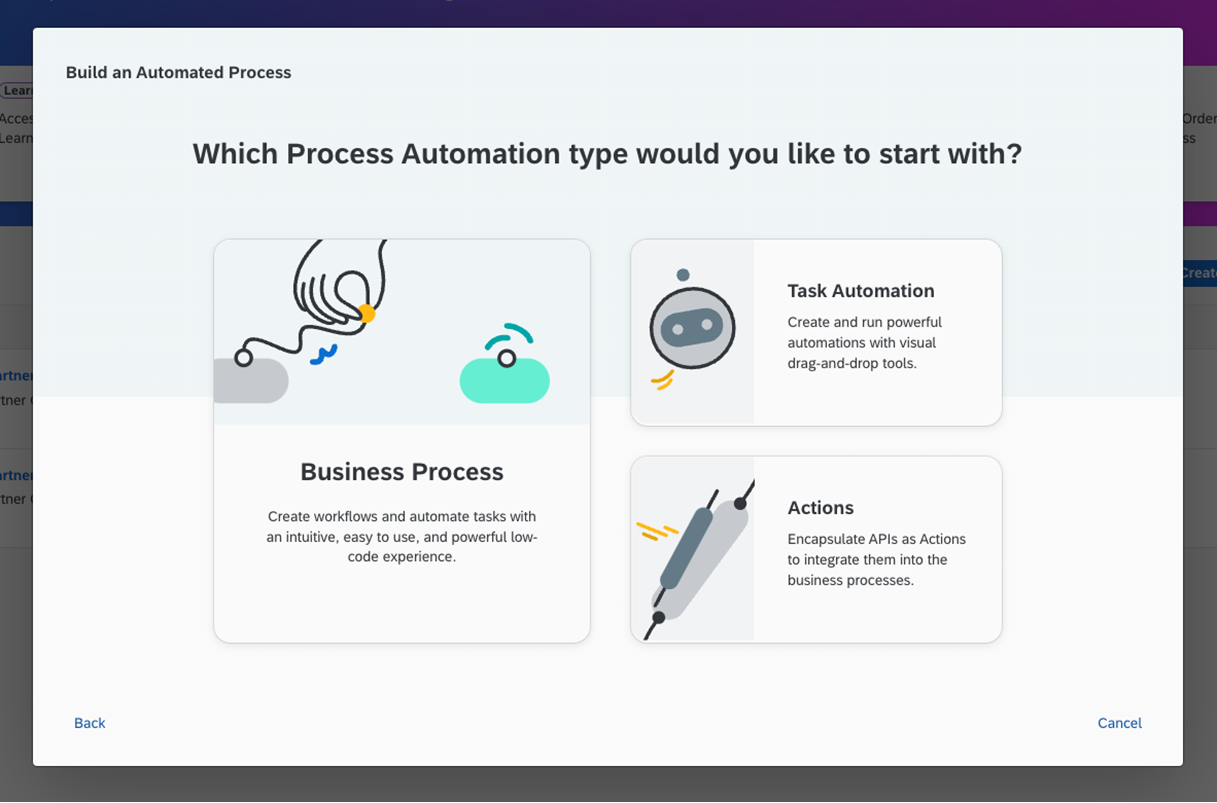 Build an Automated Process
Which Process Automation type would you like to start with?
Business Process
Create workflows and automate tasks with
an intuitive, easy to use, and powerful low-
code experience.
Task Automation
Create and run powerful
automations with visual
drag-and-drop tools.
Actions
Encapsulate APIs as Actions
to integrate them into the
business processes.
Back
Cancel